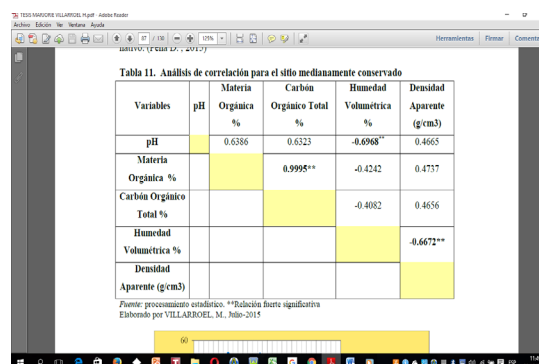 TESIS MARJORIE VILLARROEL H.pdf - Adobe Reader
Archivo Edición Ver Ventana Ayuda
87 / 130 125% Herramientas Firmar Comenta
nativo. (Peña D., 2015)
Tabla 11. Análisis de correlación para el sitio medianamente conservado
Variables pH Materia Orgánica % Carbón Orgánico Total % Humedad Volumétrica % Densidad Aparente (g/cm3)
pH 0.6386 0.6323 -0.6968** 0.4665
Materia Orgánica % 0.9995** -0.4242 0.4737
Carbón Orgánico Total % -0.4082 0.4656
Humedad Volumétrica % -0.6672**
Densidad Aparente (g/cm3)
Fuente: procesamiento estadístico. **Relación fuerte significativa
Elaborado por VILLARROEL, M., Julio-2015
60